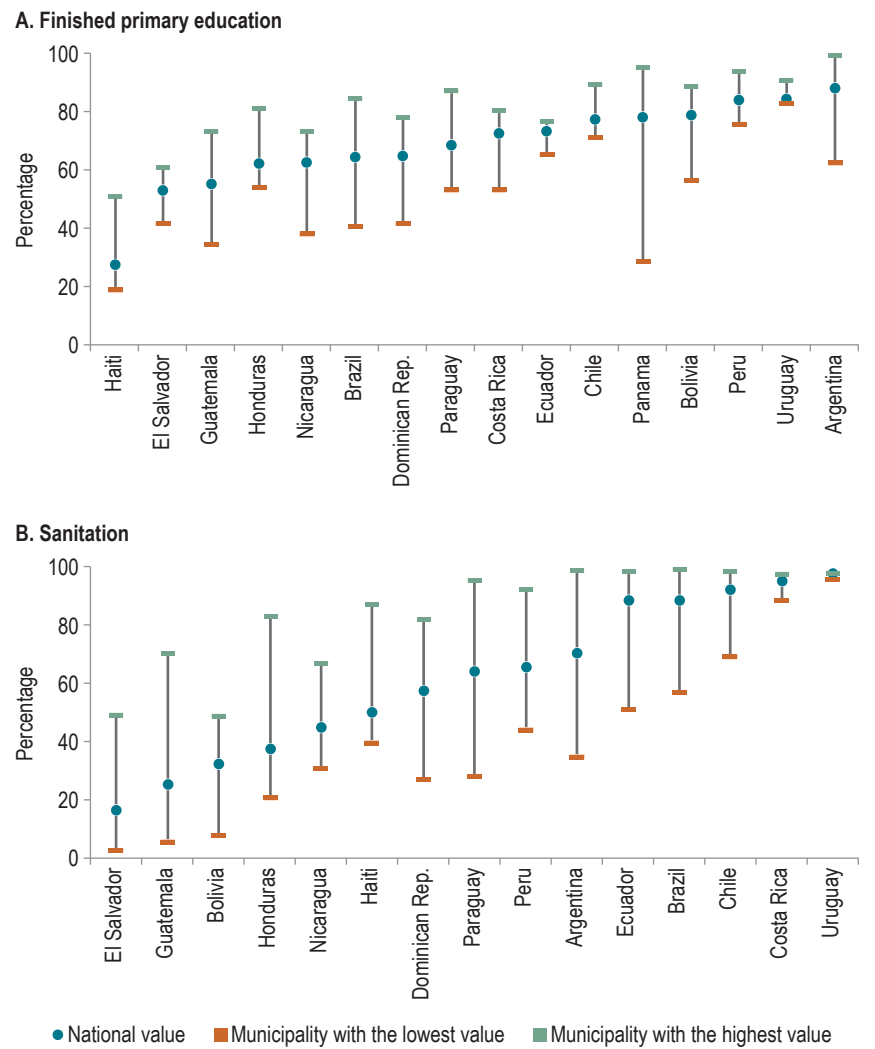 A. Finished primary education
Percentage
100
80
60
40
20
0
Haiti
El Salvador
Guatemala
Honduras
Nicaragua
Brazil
Dominican Rep.
Paraguay
Costa Rica
Ecuador
Chile
Panama
Bolivia
Peru
Uruguay
Argentina
B. Sanitation
Percentage
100
80
60
40
20
0
El Salvador
Guatemala
Bolivia
Honduras
Nicaragua
Haiti
Dominican Rep.
Paraguay
Peru
Argentina
Ecuador
Brazil
Chile
Costa Rica
Uruguay
National value Municipality with the lowest value Municipality with the highest value